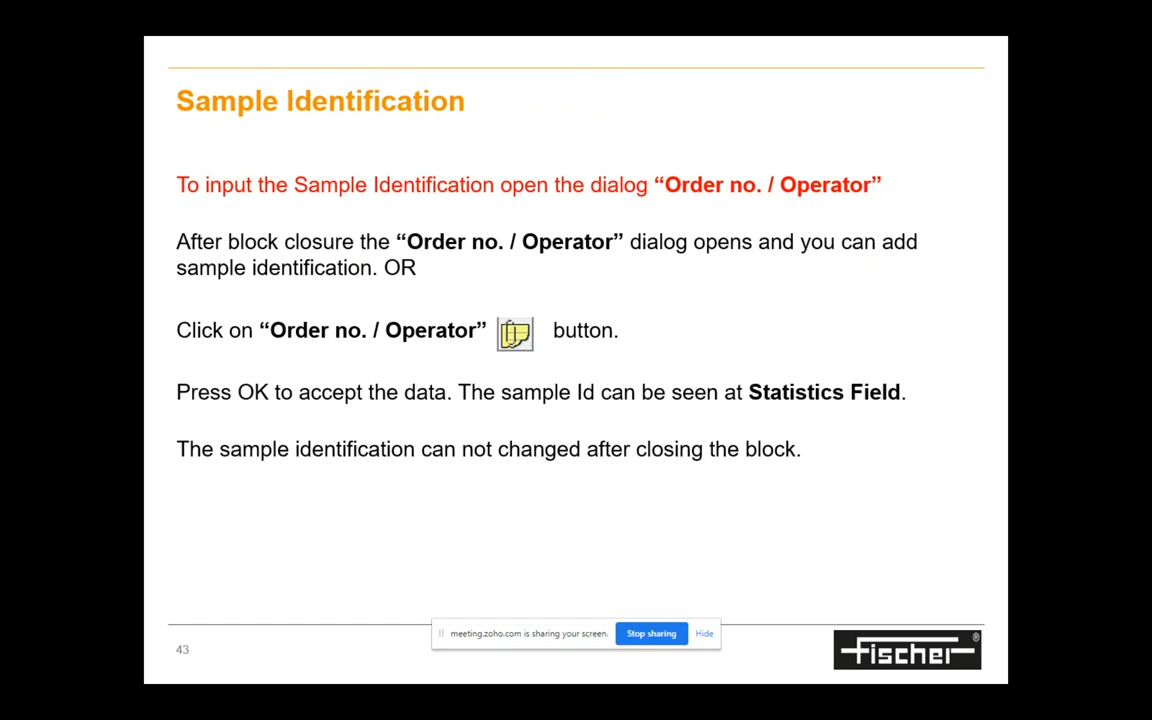 Sample Identification
To input the Sample Identification open the dialog “Order no. / Operator”
After block closure the “Order no. / Operator” dialog opens and you can add
sample identification. OR
Click on “Order no. / Operator” button.
Press OK to accept the data. The sample Id can be seen at Statistics Field.
The sample identification can not changed after closing the block.
meeting.zoho.com is sharing your screen. Stop sharing Hide
43
fischer®